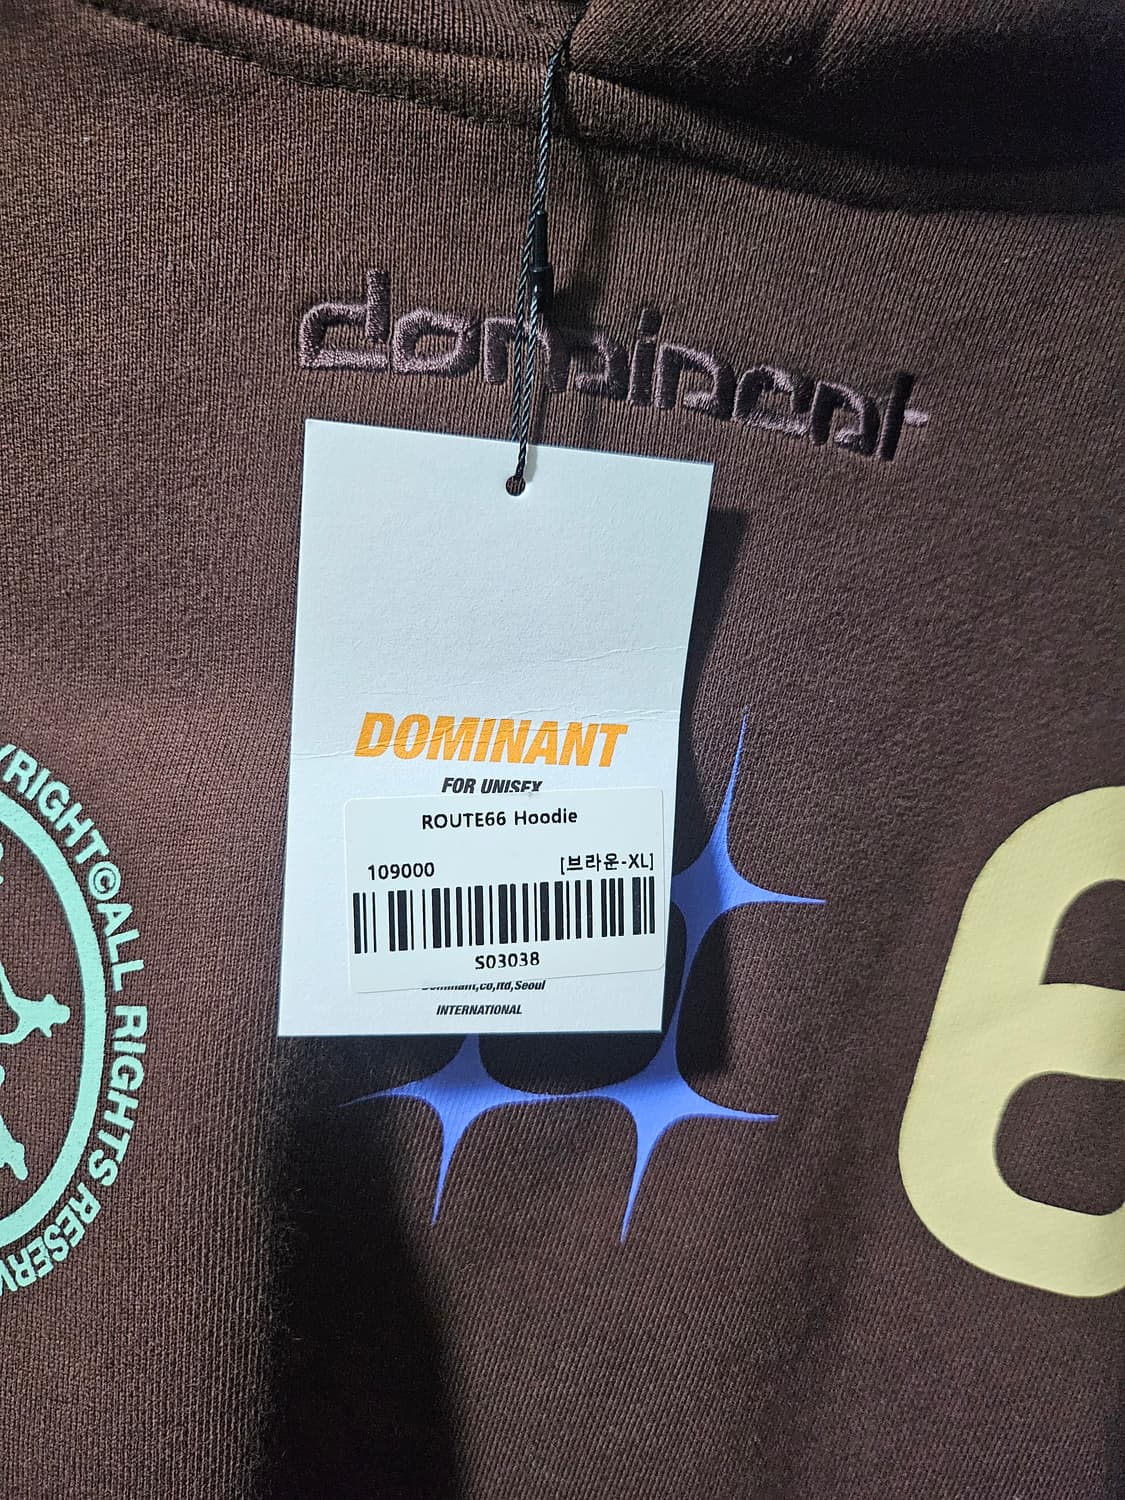 dominant
DOMINANT
FOR UNISEX
ROUTE66 Hoodie
109000 [브라운-XL]
S03038
Dominant,co,ltd,Seoul
INTERNATIONAL
YRIGHT©ALL RIGHTS RESERV
6